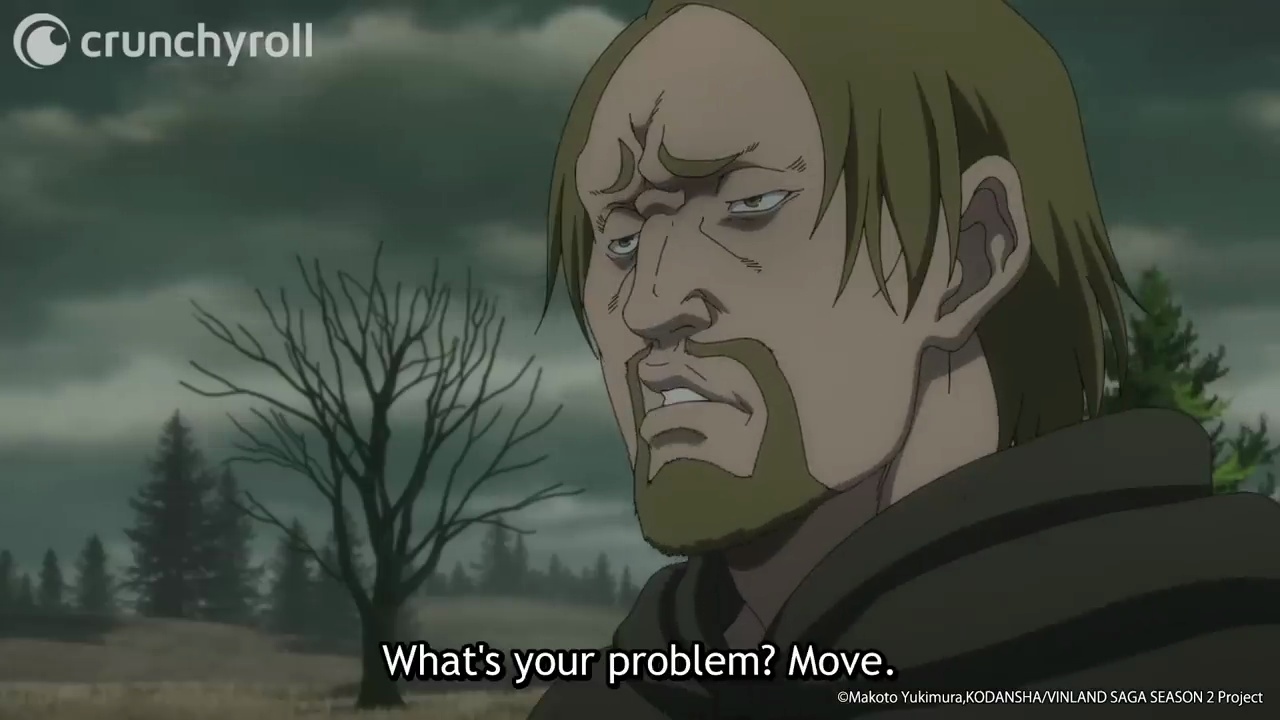 crunchyroll
What's your problem? Move.
©Makoto Yukimura,KODANSHA/VINLAND SAGA SEASON 2 Project